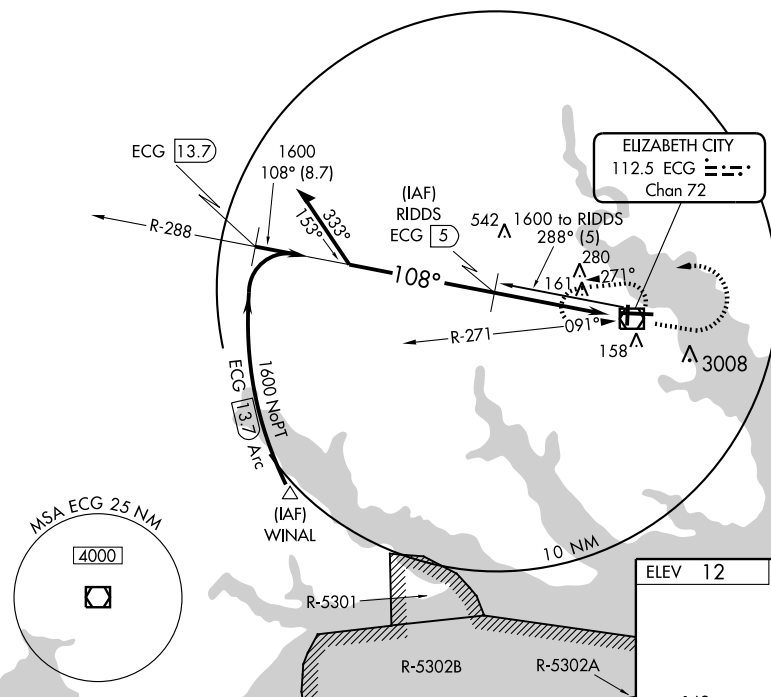 ECG 13.7
1600
108° (8.7)
R-288
153°
333°
(IAF)
RIDDS
ECG 5
108°
542
1600 to RIDDS
288° (5)
280
161
271°
ELIZABETH CITY
112.5 ECG
Chan 72
R-271
091°
158
3008
1600 NoPT
ECG 13.7 Arc
(IAF)
WINAL
10 NM
MSA ECG 25 NM
4000
R-5301
R-5302B
R-5302A
ELEV 12